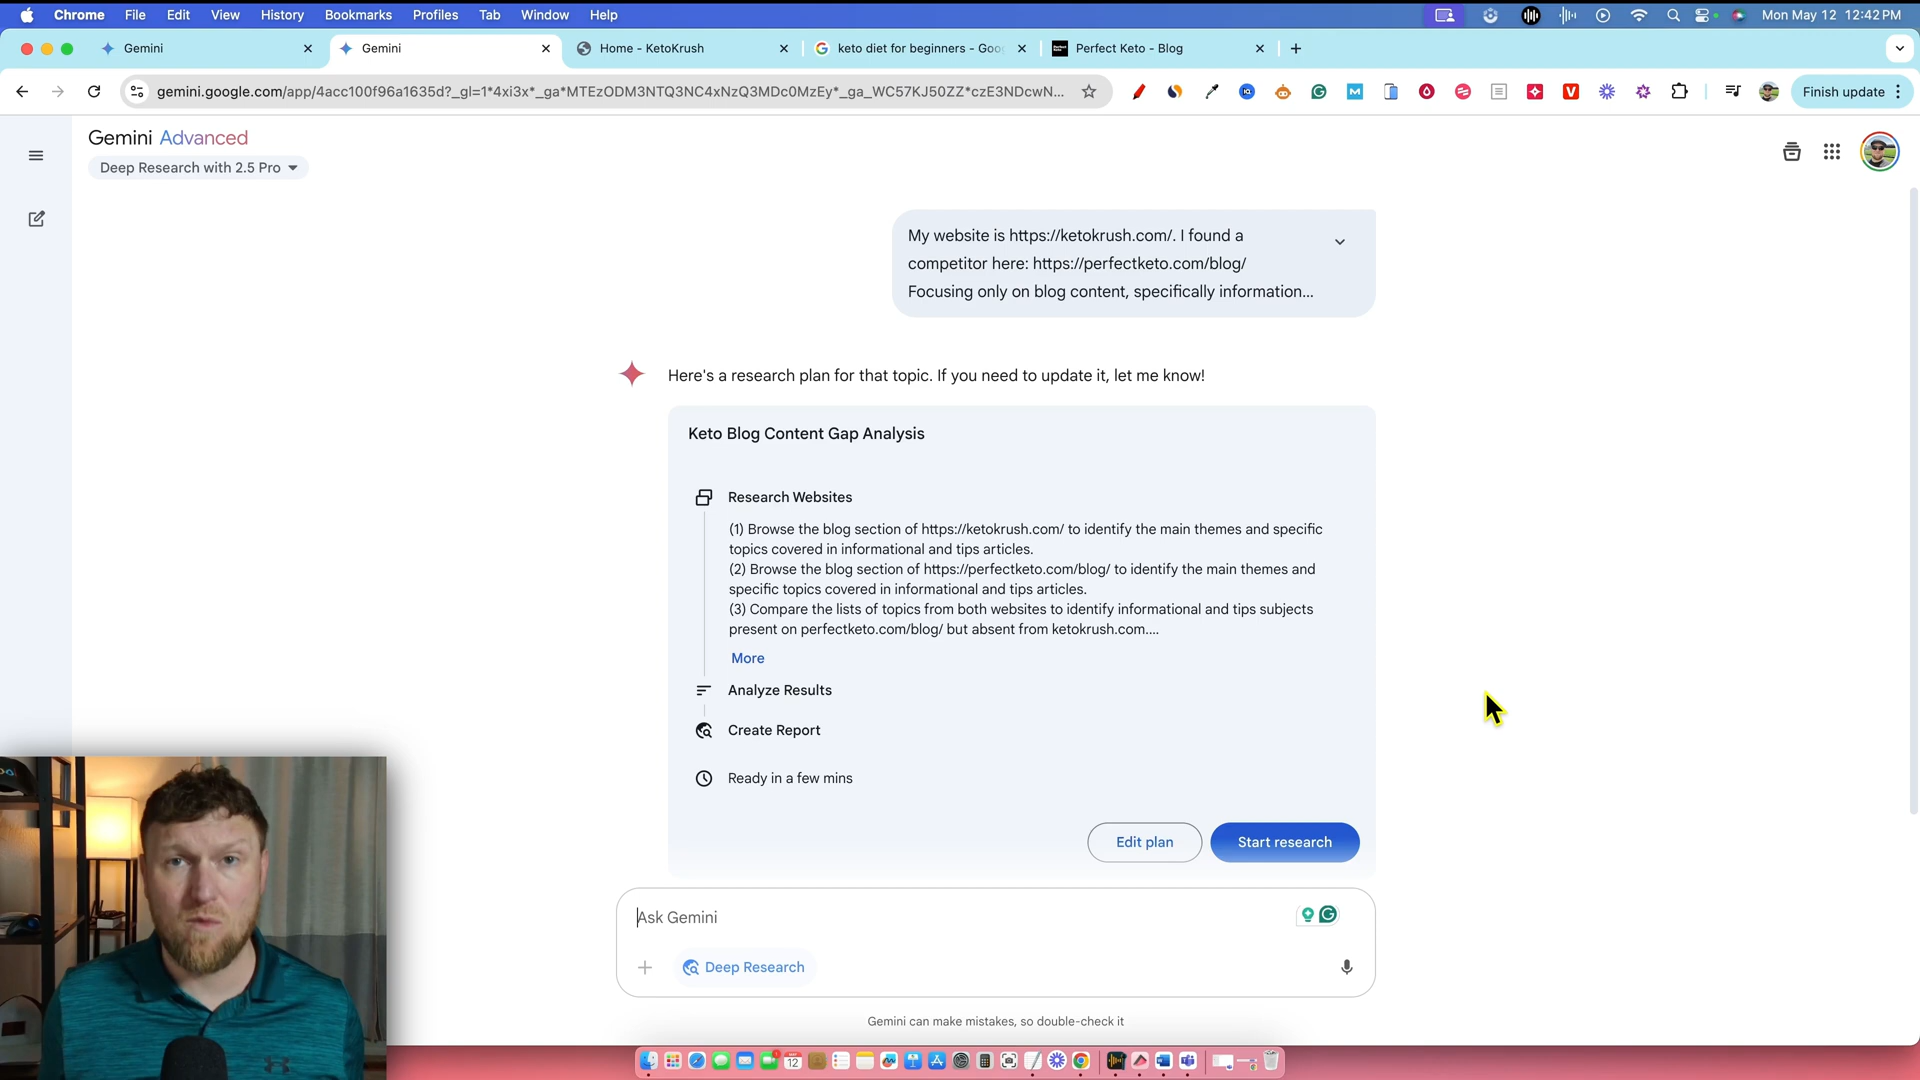 Chrome File Edit View History Bookmarks Profiles Tab Window Help Mon May 12 12:42 PM
Gemini
Gemini
Home - KetoKrush
keto diet for beginners - Goo
Perfect Keto - Blog
gemini.google.com/app/4acc100f96a1635d?_gl=1*4xi3x*_ga*MTEzODM3NTQ3NC4xNzQ3MDc0MzEy*_ga_WC57KJ50ZZ*czE3NDcwN...
Finish update
Gemini Advanced
Deep Research with 2.5 Pro
My website is https://ketokrush.com/. I found a
competitor here: https://perfectketo.com/blog/
Focusing only on blog content, specifically information...
Here's a research plan for that topic. If you need to update it, let me know!
Keto Blog Content Gap Analysis
Research Websites
(1) Browse the blog section of https://ketokrush.com/ to identify the main themes and specific
topics covered in informational and tips articles.
(2) Browse the blog section of https://perfectketo.com/blog/ to identify the main themes and
specific topics covered in informational and tips articles.
(3) Compare the lists of topics from both websites to identify informational and tips subjects
present on perfectketo.com/blog/ but absent from ketokrush.com....
More
Analyze Results
Create Report
Ready in a few mins
Edit plan
Start research
Ask Gemini
Deep Research
Gemini can make mistakes, so double-check it